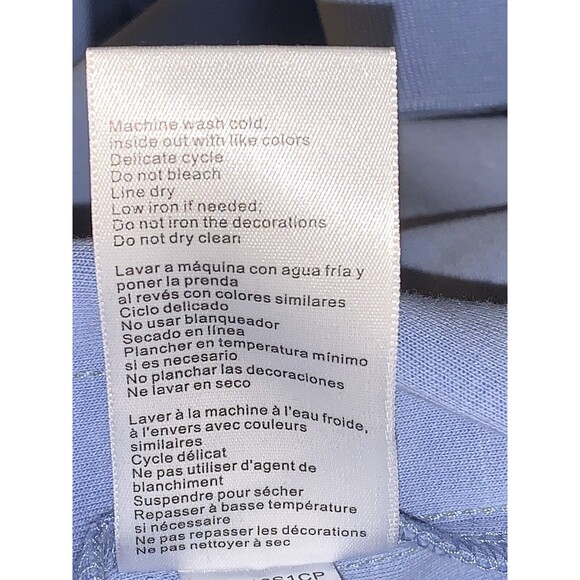 Machine wash cold,
inside out with like colors
Delicate cycle
Do not bleach
Line dry
Low iron if needed;
Do not iron the decorations
Do not dry clean
Lavar a máquina con agua fría y
poner la prenda
al revés con colores similares
Ciclo delicado
No usar blanqueador
Secado en línea
Plancher en temperatura mínimo
si es necesario
No planchar las decoraciones
Ne lavar en seco
Laver à la machine à l'eau froide,
à l'envers avec couleurs
similaires
Cycle délicat
Ne pas utiliser d'agent de
blanchiment
Suspendre pour sécher
Repasser à basse température
si nécessaire
Ne pas repasser les décorations
Ne pas nettoyer à sec